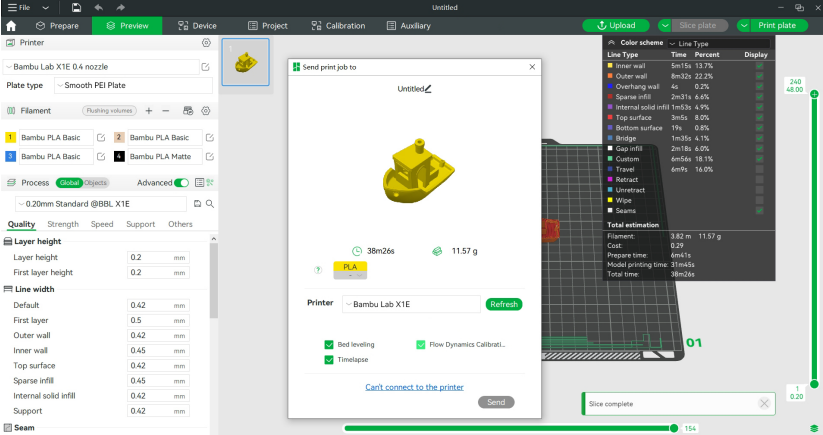 File
Untitled
Prepare
Preview
Device
Project
Calibration
Auxiliary
Upload
Slice plate
Print plate
Printer
Bambu Lab X1E 0.4 nozzle
Plate type
Smooth PEI Plate
Filament
Flushing volumes
1 Bambu PLA Basic
2 Bambu PLA Basic
3 Bambu PLA Basic
4 Bambu PLA Matte
Process
Global
Objects
Advanced
0.20mm Standard @BBL X1E
Quality
Strength
Speed
Support
Others
Layer height
Layer height 0.2 mm
First layer height 0.2 mm
Line width
Default 0.42 mm
First layer 0.5 mm
Outer wall 0.42 mm
Inner wall 0.45 mm
Top surface 0.42 mm
Sparse infill 0.45 mm
Internal solid infill 0.42 mm
Support 0.42 mm
Seam
1
Send print job to
Untitled
38m26s
11.57 g
?
PLA
Printer
Bambu Lab X1E
Refresh
Bed leveling
Flow Dynamics Calibrati...
Timelapse
Can't connect to the printer
Send
Color scheme
Line Type
Line Type Time Percent Display
Inner wall 5m15s 13.7%
Outer wall 8m32s 22.2%
Overhang wall 4s 0.2%
Sparse infill 2m31s 6.6%
Internal solid infill 1m53s 4.9%
Top surface 3m5s 8.0%
Bottom surface 19s 0.8%
Bridge 1m35s 4.1%
Gap infill 2m18s 6.0%
Custom 6m56s 18.1%
Travel 6m9s 16.0%
Retract
Unretract
Wipe
Seams
Total estimation
Filament: 3.82 m 11.57 g
Cost: 0.29
Prepare time: 6m41s
Model printing time: 31m45s
Total time: 38m26s
240
48.00
01
1
0.20
Slice complete
154